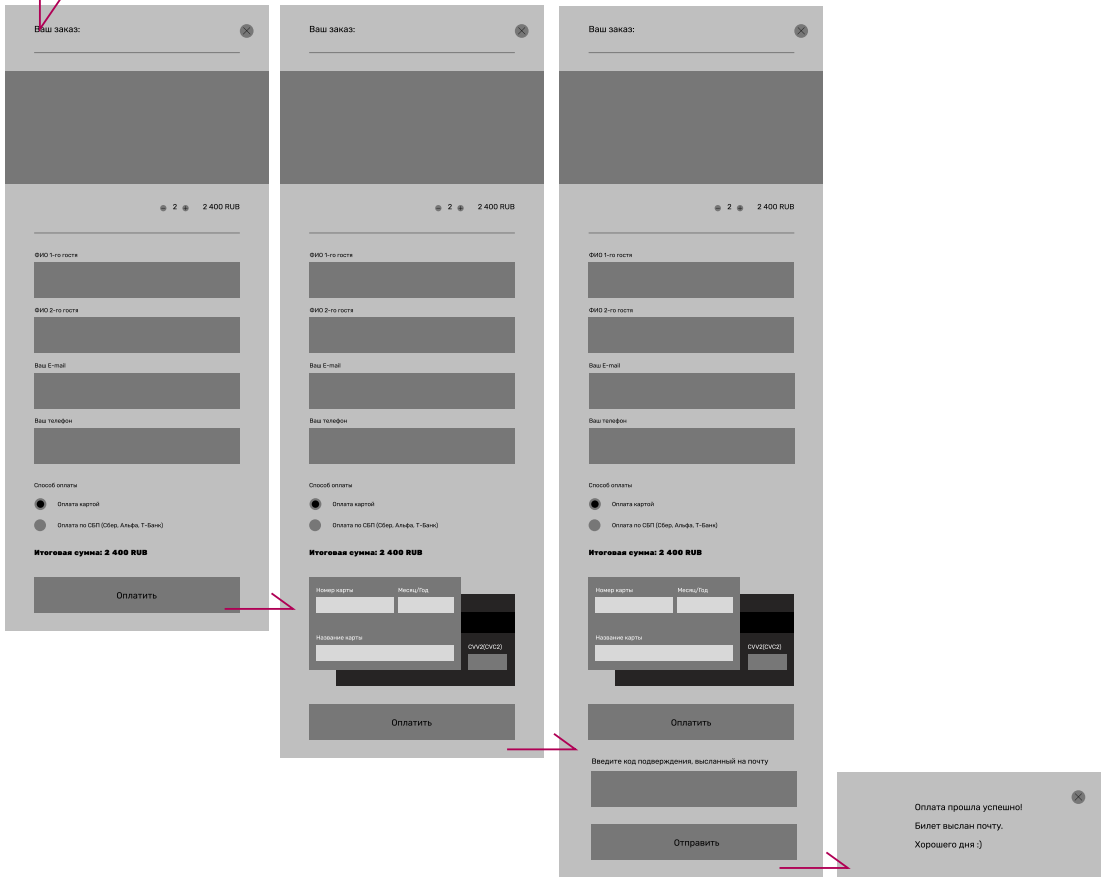 Ваш заказ:
2
2 400 RUB
ФИО 1-го гостя
ФИО 2-го гостя
Ваш E-mail
Ваш телефон
Способ оплаты
Оплата картой
Оплата по СБП (Сбер, Альфа, Т-Банк)
Итоговая сумма: 2 400 RUB
Оплатить
Ваш заказ:
2
2 400 RUB
ФИО 1-го гостя
ФИО 2-го гостя
Ваш E-mail
Ваш телефон
Способ оплаты
Оплата картой
Оплата по СБП (Сбер, Альфа, Т-Банк)
Итоговая сумма: 2 400 RUB
Номер карты
Месяц/Год
Название карты
CVV2(CVC2)
Оплатить
Ваш заказ:
2
2 400 RUB
ФИО 1-го гостя
ФИО 2-го гостя
Ваш E-mail
Ваш телефон
Способ оплаты
Оплата картой
Оплата по СБП (Сбер, Альфа, Т-Банк)
Итоговая сумма: 2 400 RUB
Номер карты
Месяц/Год
Название карты
CVV2(CVC2)
Оплатить
Введите код подверждения, высланный на почту
Отправить
Оплата прошла успешно!
Билет выслан почту.
Хорошего дня :)